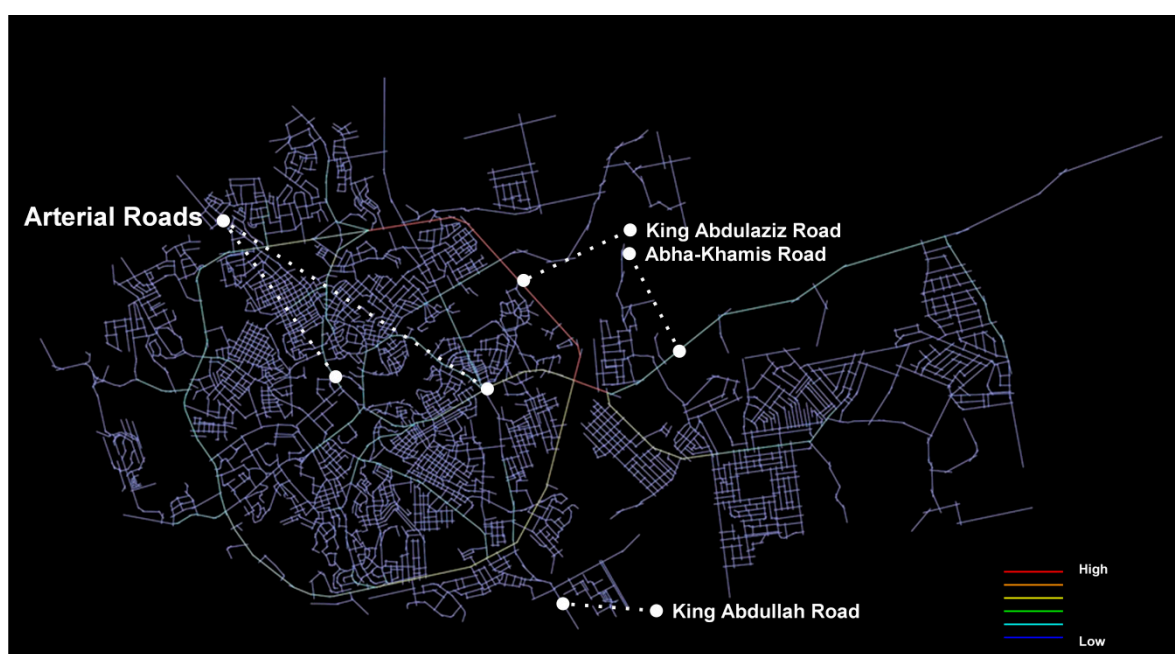 Arterial Roads
King Abdulaziz Road
Abha-Khamis Road
King Abdullah Road
High
Low